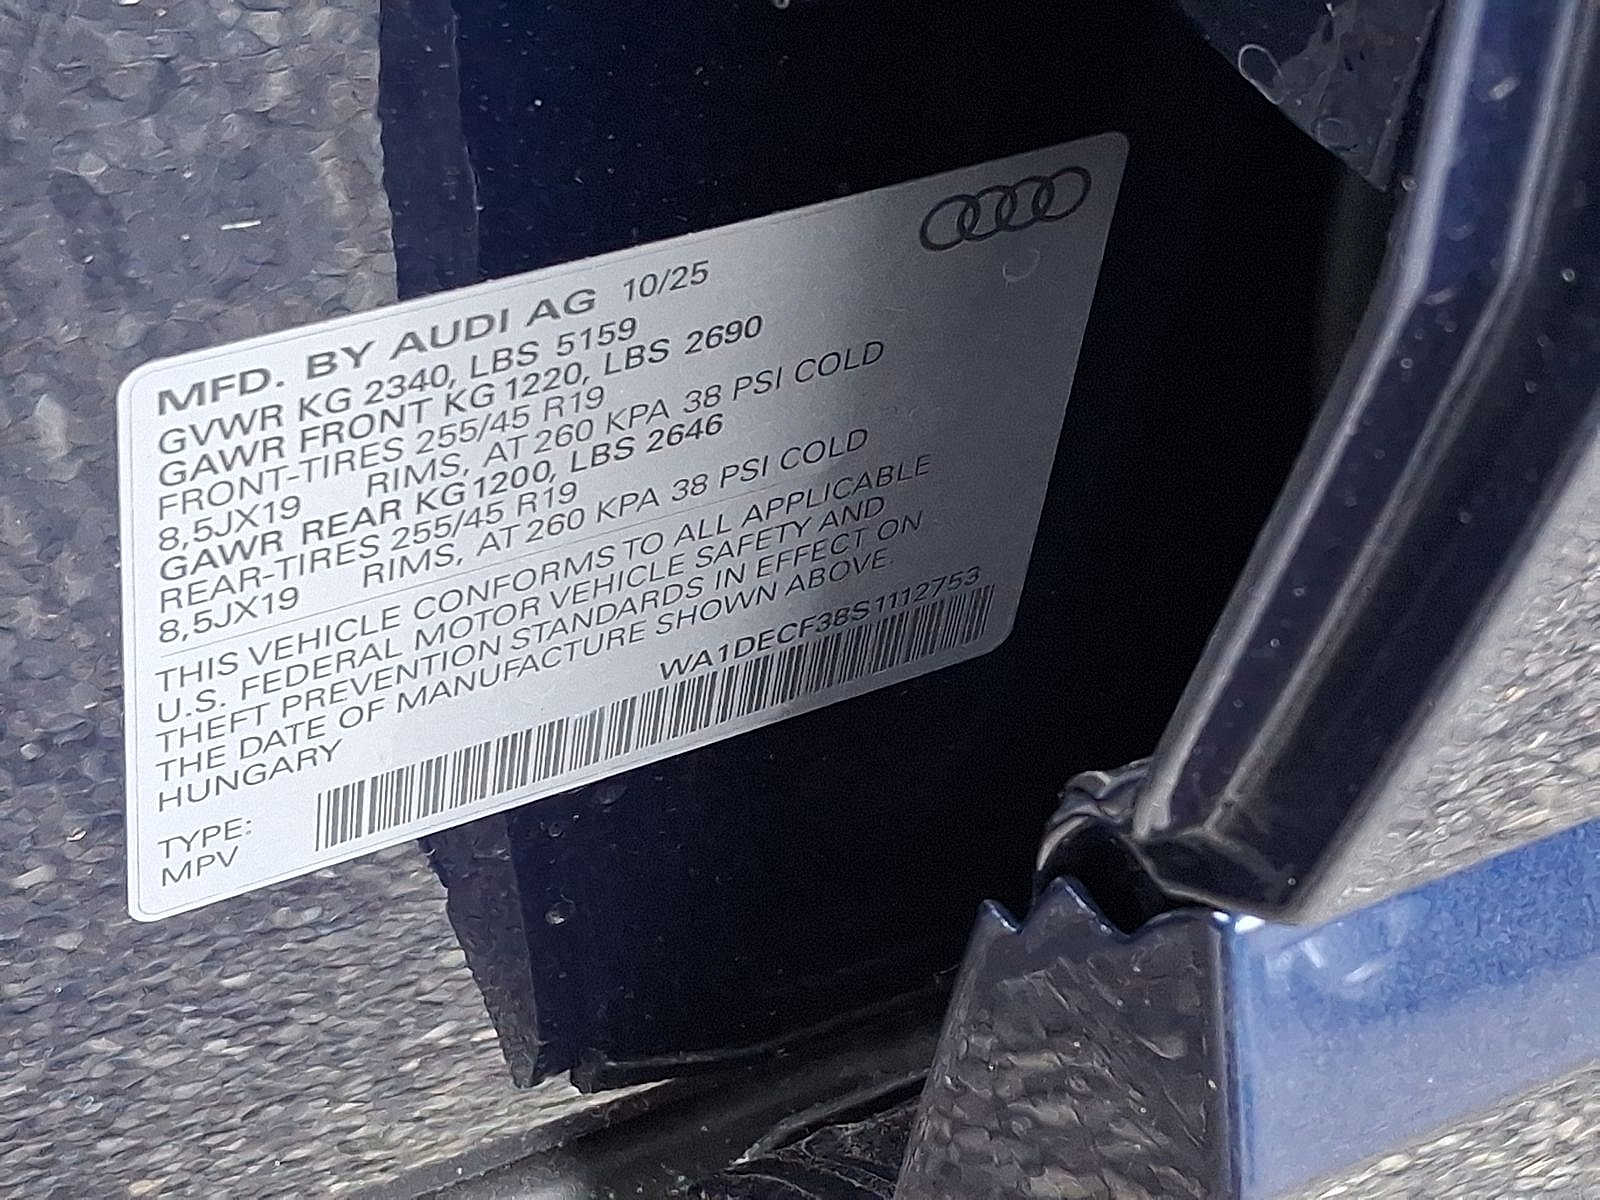 MFD. BY AUDI AG 10/25
GVWR KG 2340, LBS 5159
GAWR FRONT KG 1220, LBS 2690
FRONT-TIRES 255/45 R19
8,5JX19 RIMS, AT 260 KPA 38 PSI COLD
GAWR REAR KG 1200, LBS 2646
REAR-TIRES 255/45 R19
8,5JX19 RIMS, AT 260 KPA 38 PSI COLD
THIS VEHICLE CONFORMS TO ALL APPLICABLE
U.S. FEDERAL MOTOR VEHICLE SAFETY AND
THEFT PREVENTION STANDARDS IN EFFECT ON
THE DATE OF MANUFACTURE SHOWN ABOVE.
HUNGARY
WA1DECF38S1112753
TYPE:
MPV